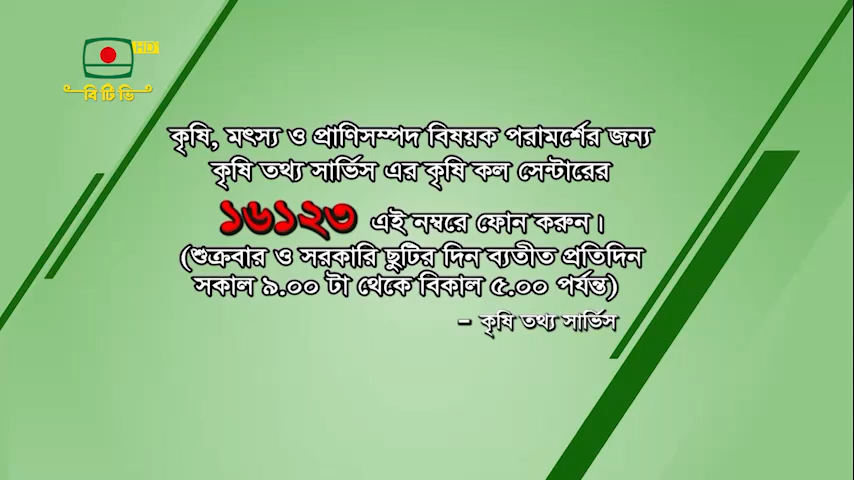 HD
বি টি ভি
কৃষি, মৎস্য ও প্রাণিসম্পদ বিষয়ক পরামর্শের জন্য
কৃষি তথ্য সার্ভিস এর কৃষি কল সেন্টারের
১৬১২৩ এই নম্বরে ফোন করুন।
(শুক্রবার ও সরকারি ছুটির দিন ব্যতীত প্রতিদিন
সকাল ৯.০০ টা থেকে বিকাল ৫.০০ পর্যন্ত)
- কৃষি তথ্য সার্ভিস